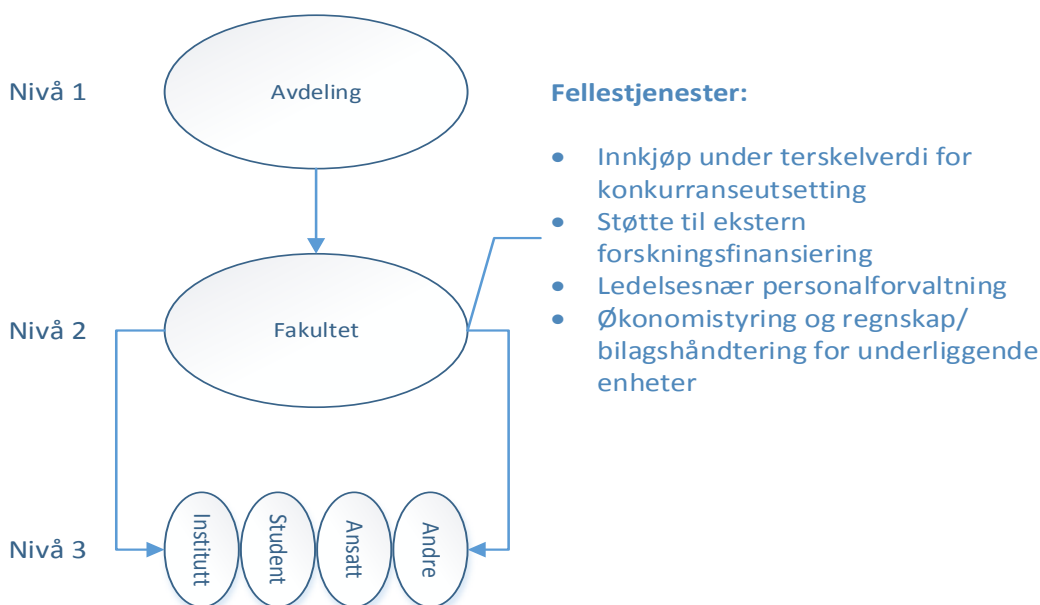 Nivå 1
Avdeling
Fellestjenester:
• Innkjøp under terskelverdi for
konkurranseutsetting
• Støtte til ekstern
forskningsfinansiering
• Ledelsesnær personalforvaltning
• Økonomistyring og regnskap/
bilagshåndtering for underliggende
enheter
Nivå 2
Fakultet
Nivå 3
Institutt
Student
Ansatt
Andre